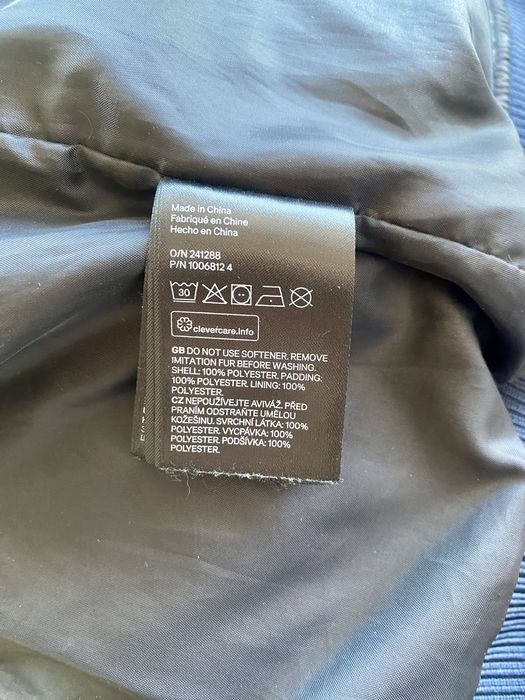 Made in China
Fabriqué en Chine
Hecho en China
O/N 241288
P/N 1006812 4
30
clevercare.info
GB DO NOT USE SOFTENER. REMOVE
IMITATION FUR BEFORE WASHING.
SHELL: 100% POLYESTER. PADDING:
100% POLYESTER. LINING: 100%
POLYESTER.
CZ NEPOUŽÍVEJTE AVIVÁŽ. PŘED
PRANÍM ODSTRAŇTE UMĚLOU
KOŽEŠINU. SVRCHNÍ LÁTKA: 100%
POLYESTER. VYCPÁVKA: 100%
POLYESTER. PODŠÍVKA: 100%
POLYESTER.